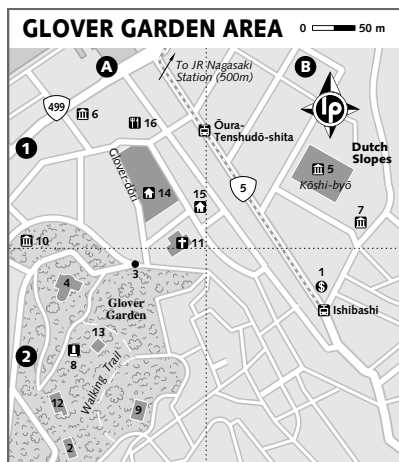 GLOVER GARDEN AREA
0 50 m
A
To JR Nagasaki
Station (500m)
B
499
6
16
Ōura-
Tenshudō-shita
lp
1
Glover-dōri
Dutch
Slopes
5
Kōshi-byō
14
15
5
7
10
11
3
4
1
$
Ishibashi
Glover
Garden
13
2
8
Walking Trail
12
9
2